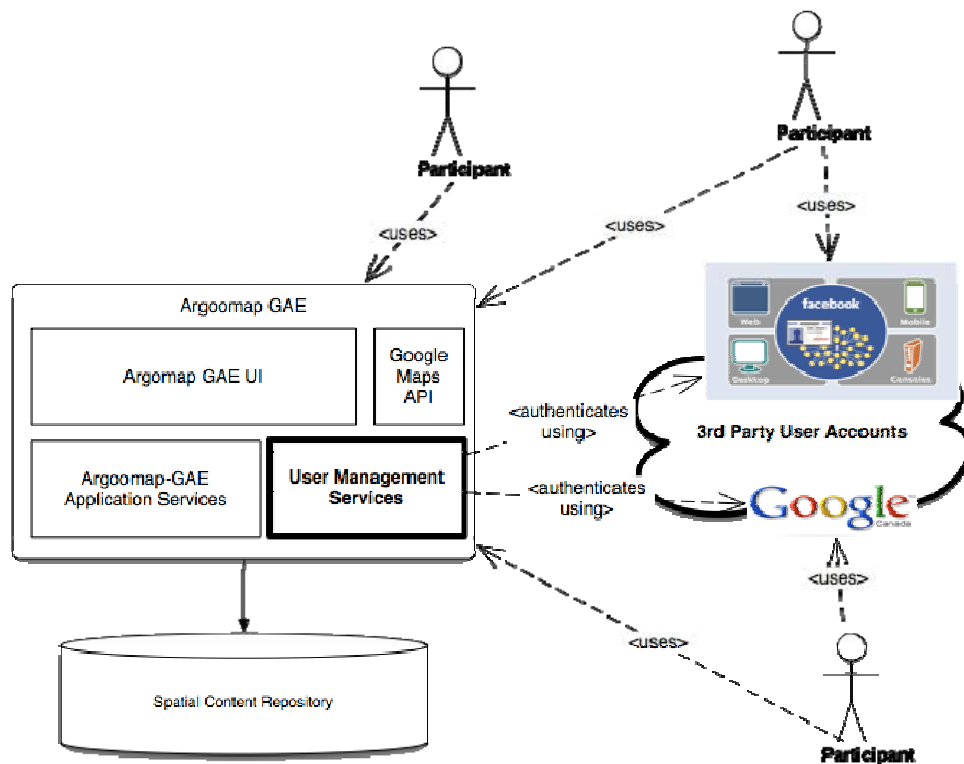 Participant
Participant
<uses>
<uses>
<uses>
Argoomap GAE
Argomap GAE UI
Google
Maps
API
Argoomap-GAE
Application Services
User Management
Services
<authenticates
using>
<authenticates
using>
facebook
Web
Mobile
Desktop
Consoles
3rd Party User Accounts
Google
Canada
<uses>
<uses>
Spatial Content Repository
Participant